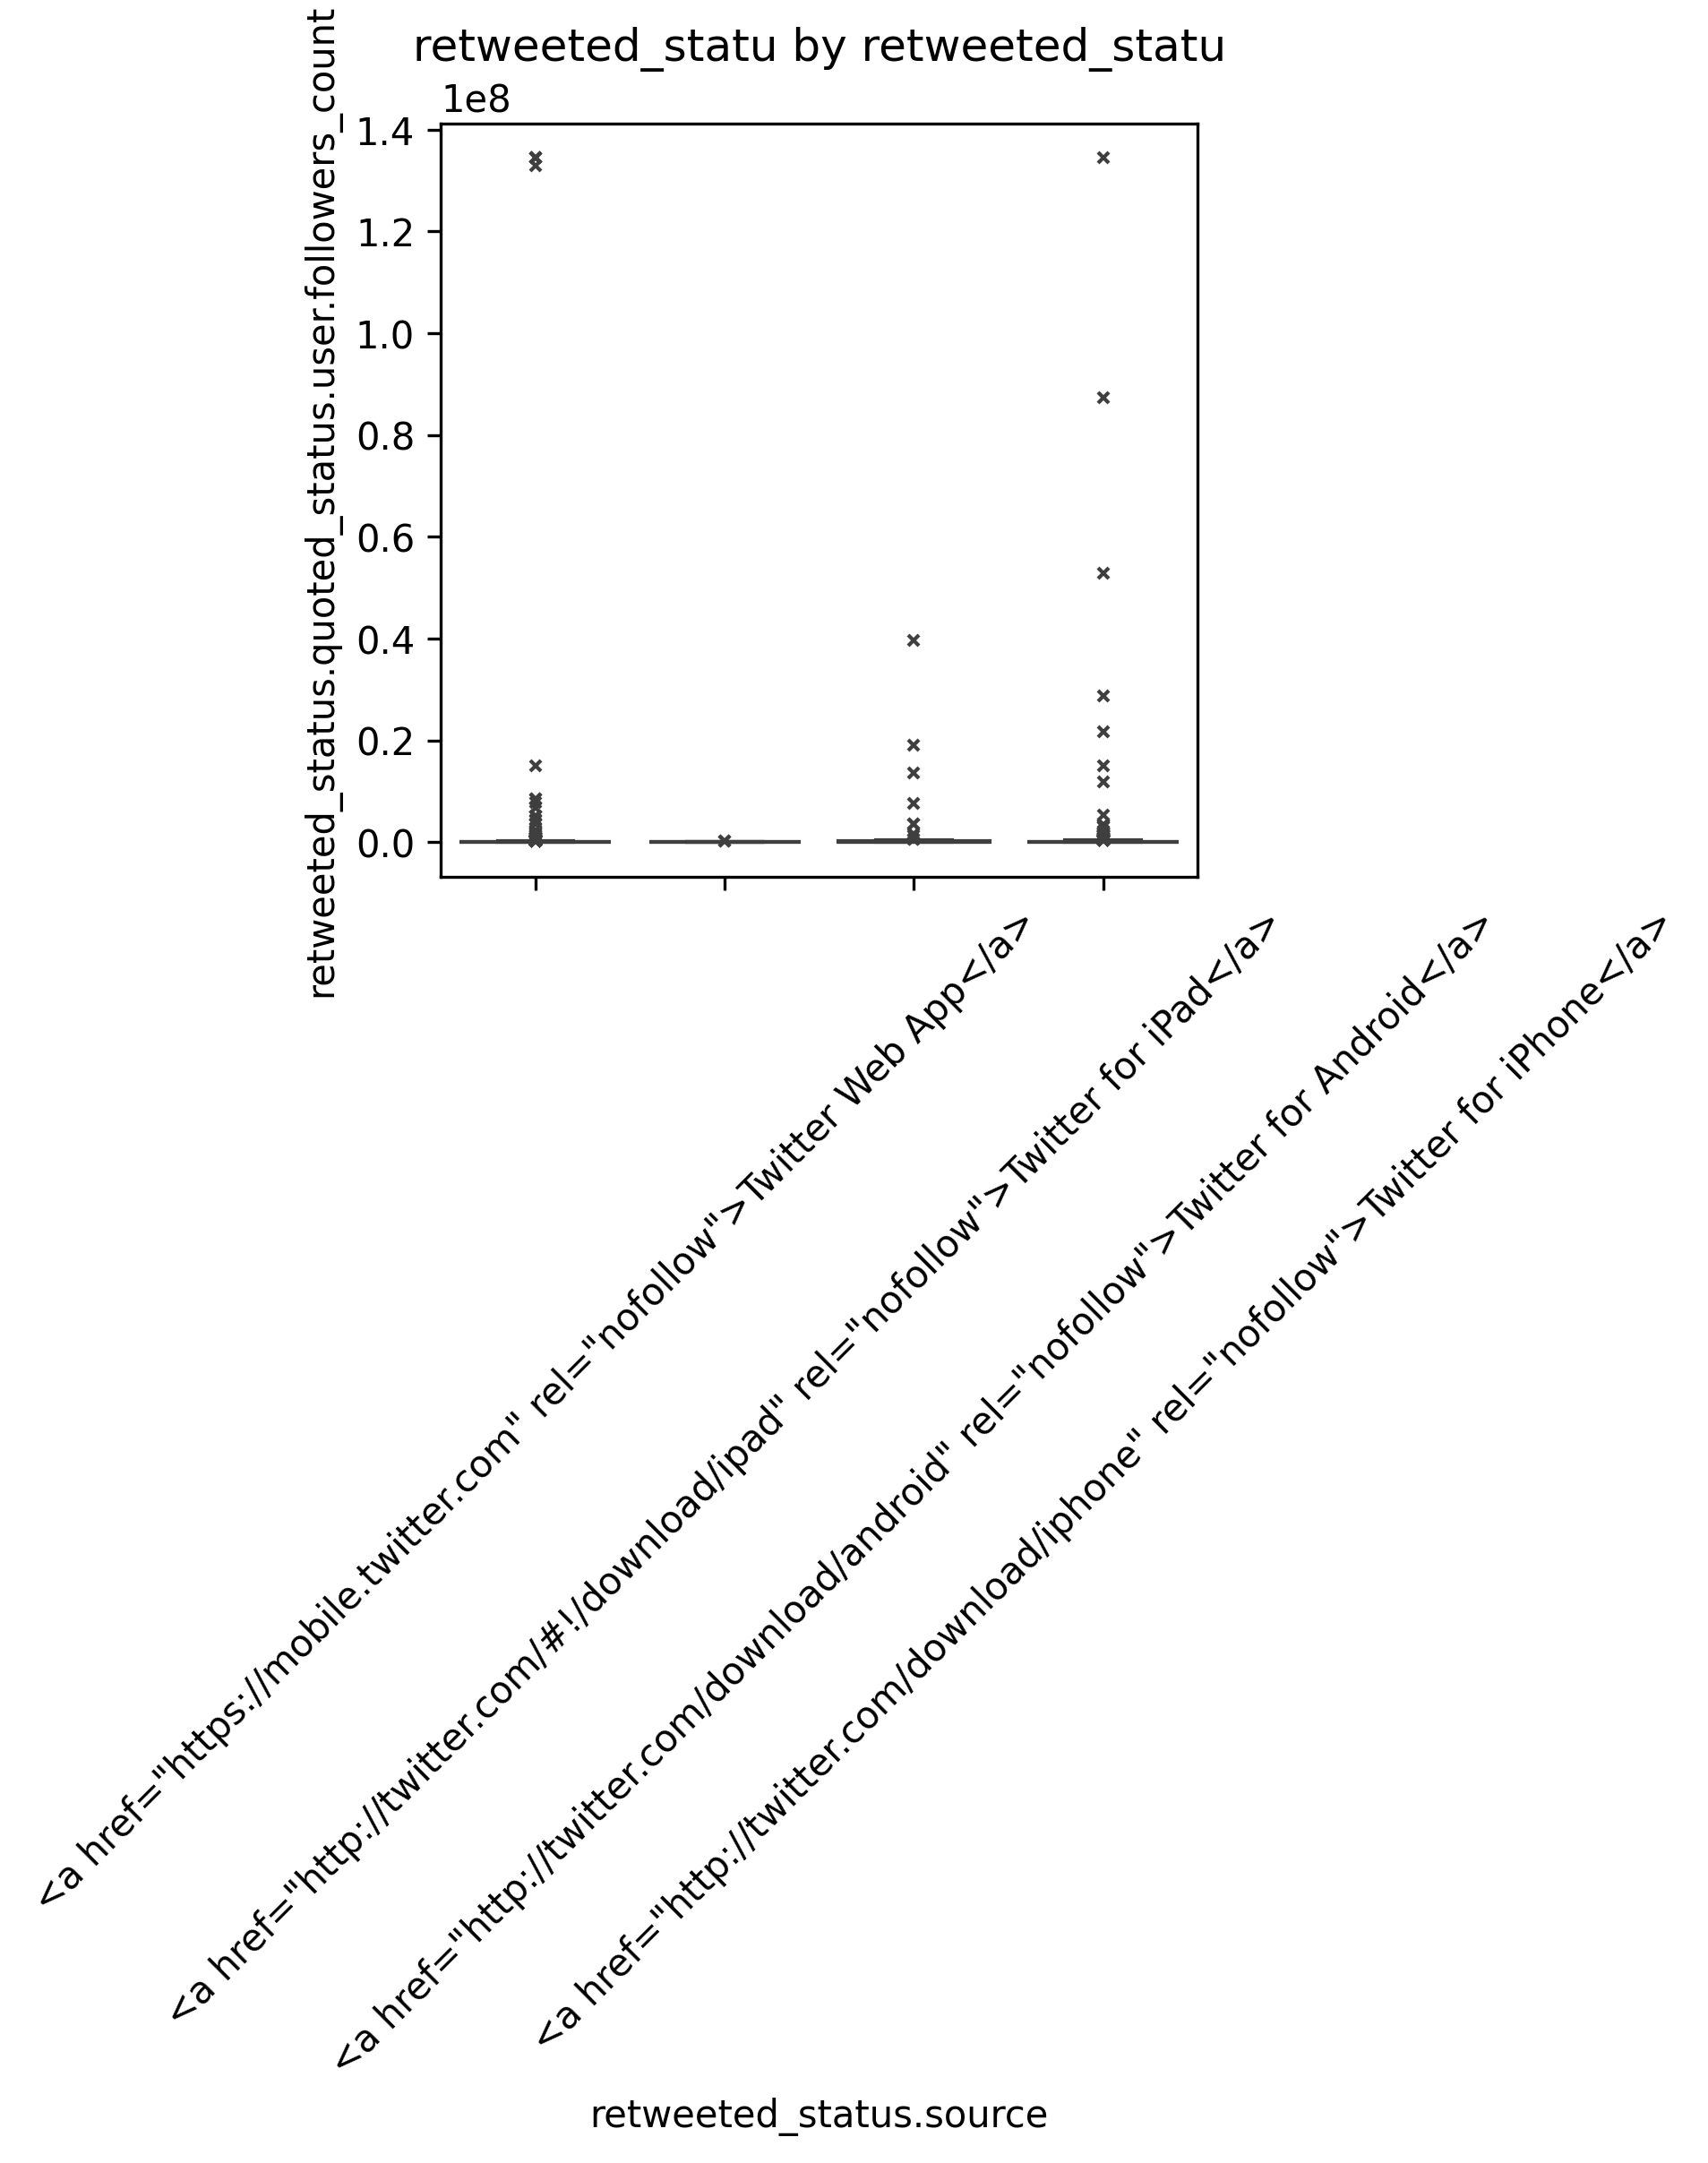 retweeted_statu by retweeted_statu
1e8
retweeted_status.quoted_status.user.followers_count
1.4
1.2
1.0
0.8
0.6
0.4
0.2
0.0
<a href="https://mobile.twitter.com" rel="nofollow">Twitter Web App</a>
<a href="http://twitter.com/#!/download/ipad" rel="nofollow">Twitter for iPad</a>
<a href="http://twitter.com/download/android" rel="nofollow">Twitter for Android</a>
<a href="http://twitter.com/download/iphone" rel="nofollow">Twitter for iPhone</a>
retweeted_status.source